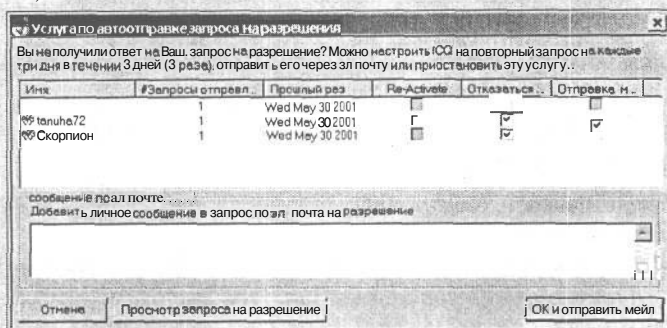 Услуга по автоотправке запроса на разрешения
Вы не получили ответ на Ваш. запрос на разрешение? Можно настроить ICQ на повторный запрос на каждые
три дня в течении 3 дней (3 раза), отправить его через эл почту или приостановить эту услугу..
Имя #Запросы отправл... Прошлый раз Re-Activate Отказаться... Отправка м...
1 Wed May 30 2001
tanuha72 1 Wed May 30 2001
Скорпион 1 Wed May 30 2001
сообщение по ал почте......
Добавить личное сообщение в запрос по эл почта на разрешение
Отмена Просмотр запроса на разрешение ОК и отправить мейл